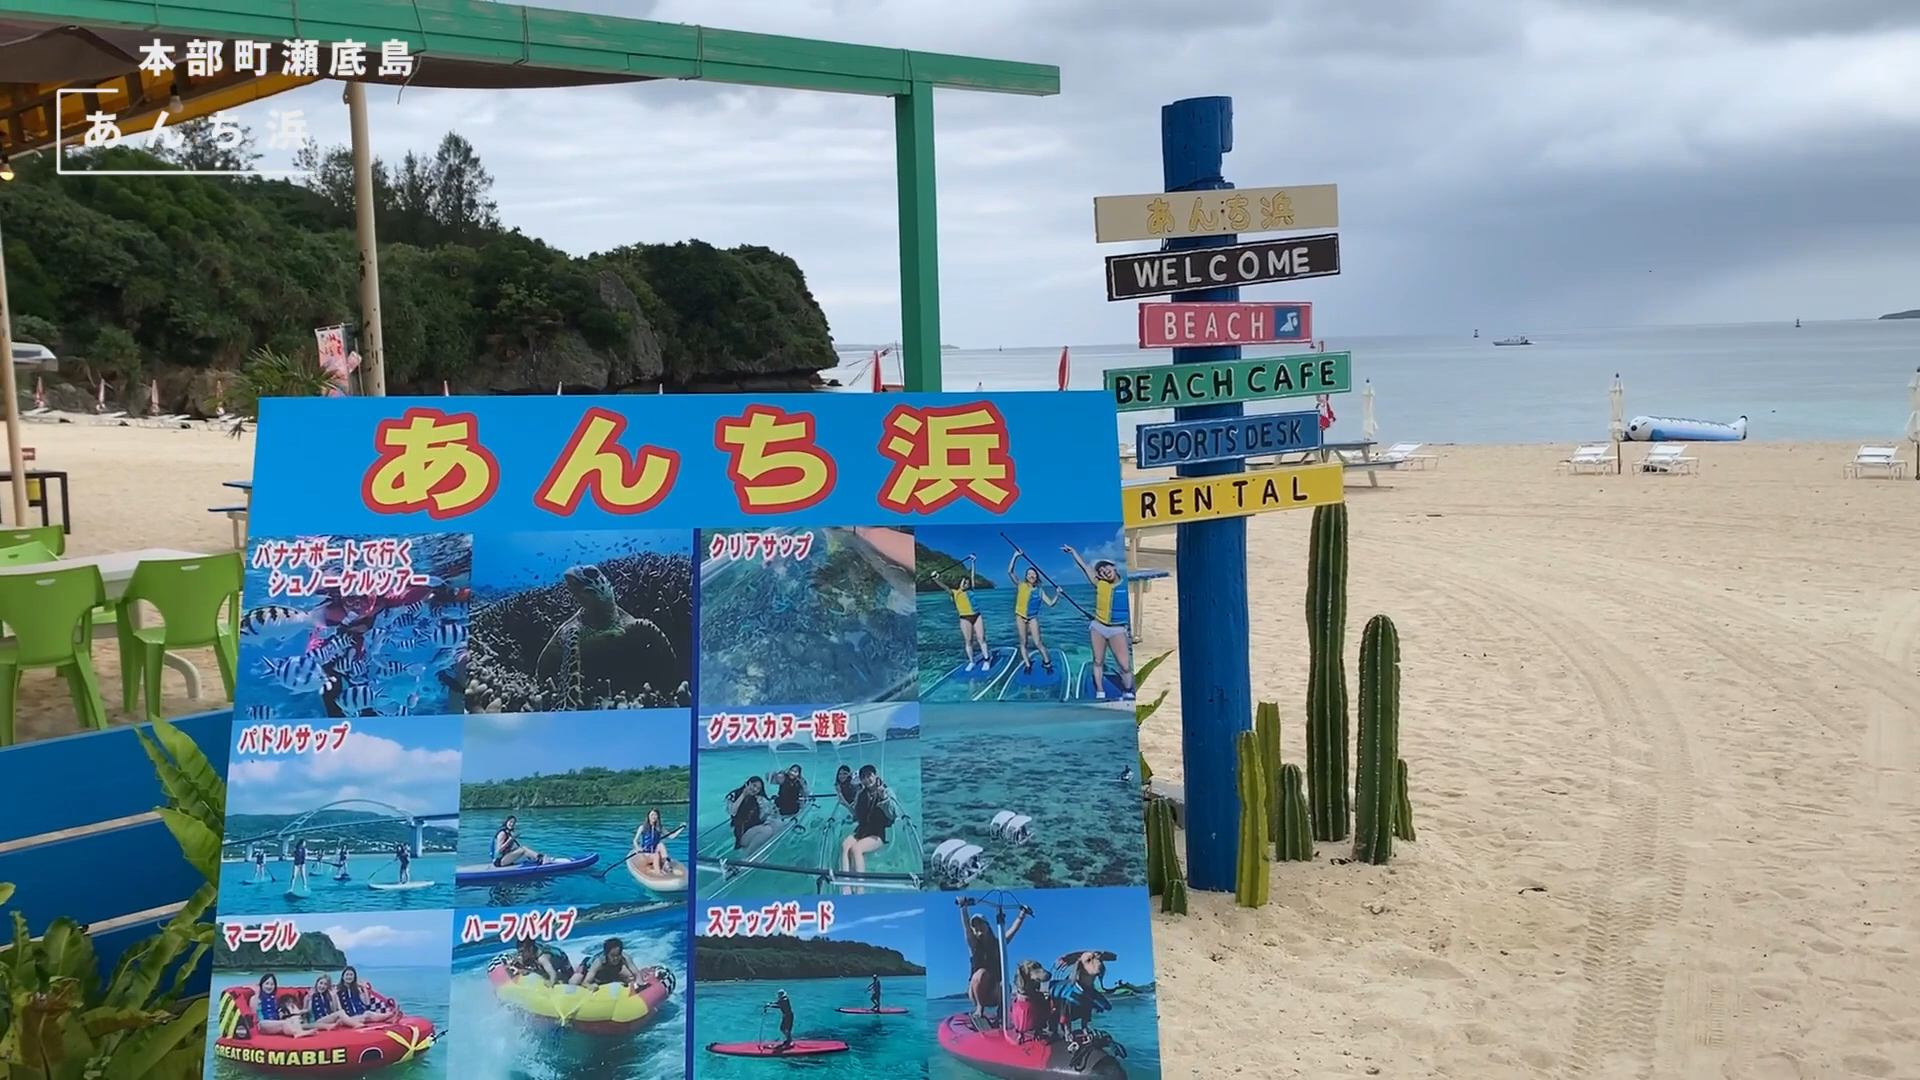 本部町瀬底島
あんち浜
あんち浜
WELCOME
BEACH
BEACH CAFE
SPORTS DESK
RENTAL
あんち浜
バナナボートで行く
シュノーケルツアー
クリアサップ
パドルサップ
グラスカヌー遊覧
マーブル
ハーフパイプ
ステップボード
GREAT BIG MABLE